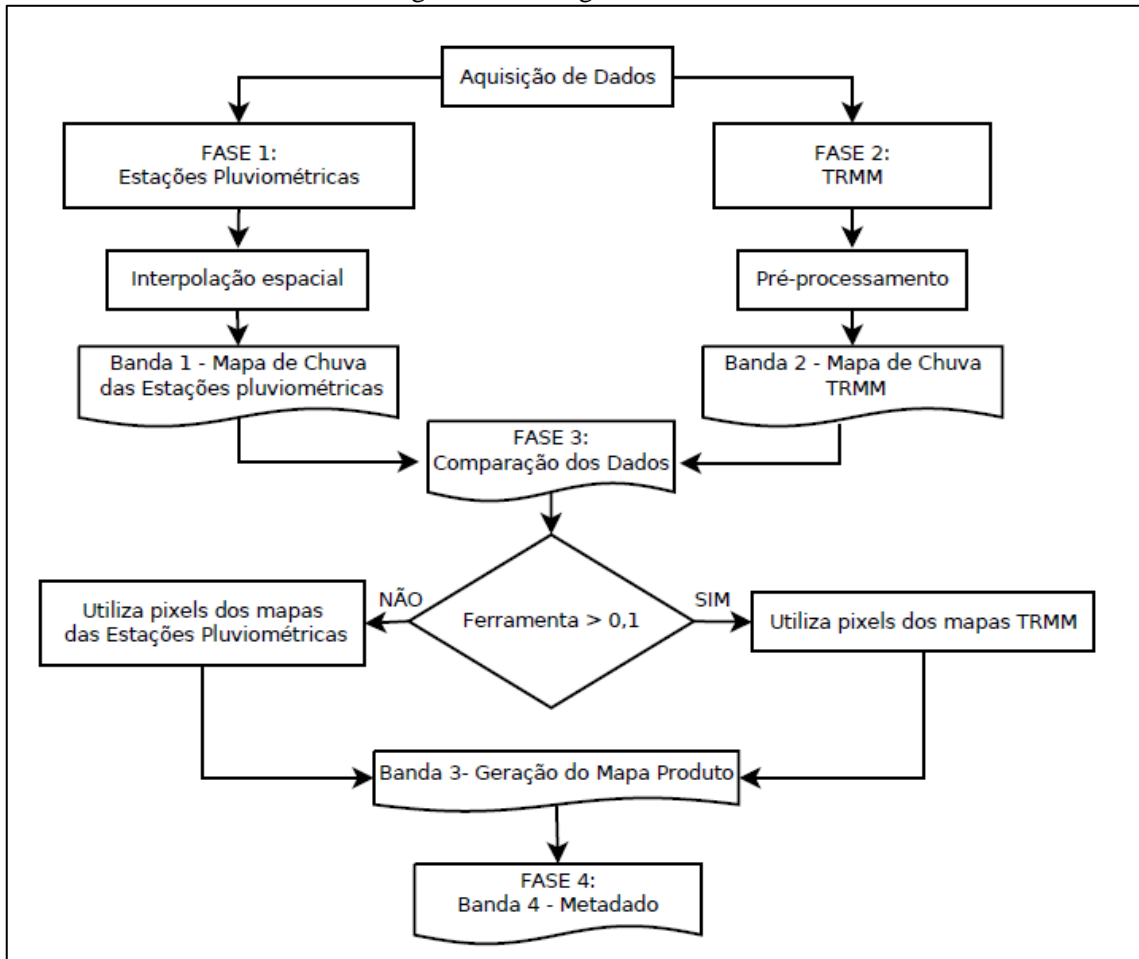 Aquisição de Dados
FASE 1:
Estações Pluviométricas
FASE 2:
TRMM
Interpolação espacial
Pré-processamento
Banda 1 - Mapa de Chuva
das Estações pluviométricas
Banda 2 - Mapa de Chuva
TRMM
FASE 3:
Comparação dos Dados
NÃO
SIM
Utiliza pixels dos mapas
das Estações Pluviométricas
Ferramenta > 0,1
Utiliza pixels dos mapas TRMM
Banda 3- Geração do Mapa Produto
FASE 4:
Banda 4 - Metadado